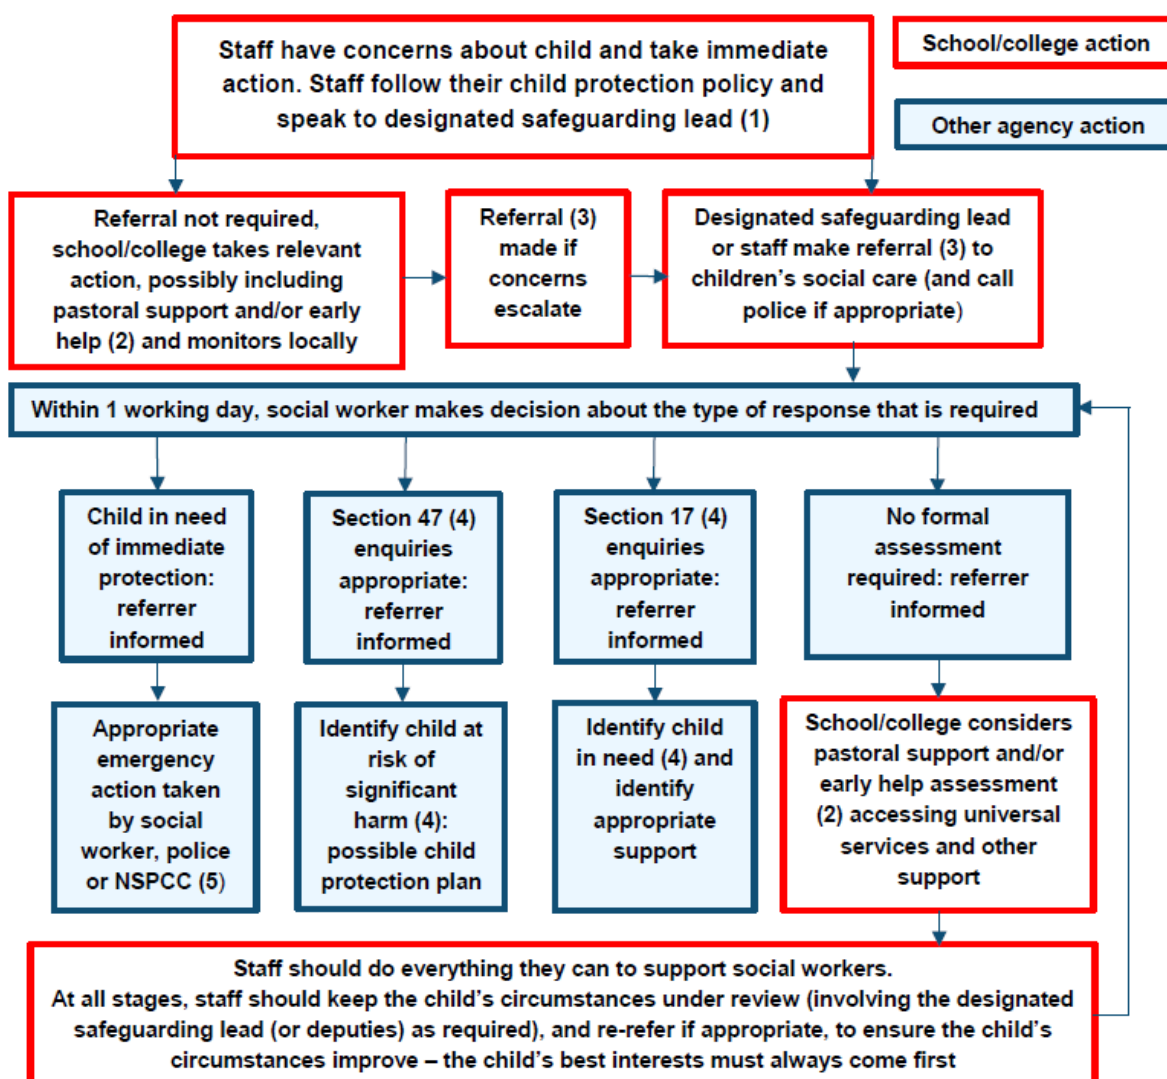 Staff have concerns about child and take immediate
action. Staff follow their child protection policy and
speak to designated safeguarding lead (1)
School/college action
Other agency action
Referral not required,
school/college takes relevant
action, possibly including
pastoral support and/or early
help (2) and monitors locally
Referral (3)
made if
concerns
escalate
Designated safeguarding lead
or staff make referral (3) to
children's social care (and call
police if appropriate)
Within 1 working day, social worker makes decision about the type of response that is required
Child in need
of immediate
protection:
referrer
informed
Section 47 (4)
enquiries
appropriate:
referrer
informed
Section 17 (4)
enquiries
appropriate:
referrer
informed
No formal
assessment
required: referrer
informed
Appropriate
emergency
action taken
by social
worker, police
or NSPCC (5)
Identify child at
risk of
significant
harm (4):
possible child
protection plan
Identify child
in need (4) and
identify
appropriate
support
School/college considers
pastoral support and/or
early help assessment
(2) accessing universal
services and other
support
Staff should do everything they can to support social workers.
At all stages, staff should keep the child's circumstances under review (involving the designated
safeguarding lead (or deputies) as required), and re-refer if appropriate, to ensure the child's
circumstances improve – the child's best interests must always come first